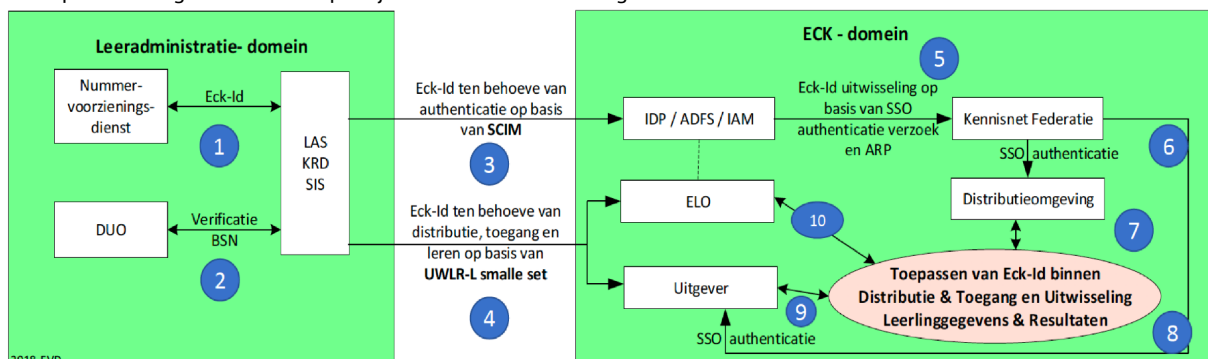 Leeradministratie- domein
Nummer-
voorzienings-
dienst
Eck-Id
1
LAS
KRD
SIS
DUO
Verificatie
BSN
2
Eck-Id ten behoeve van
authenticatie op basis
van SCIM
3
Eck-Id ten behoeve van
distributie, toegang en
leren op basis van
UWLR-L smalle set
4
ECK - domein
5
IDP / ADFS / IAM
Eck-Id uitwisseling op
basis van SSO
authenticatie verzoek
en ARP
Kennisnet Federatie
6
SSO authenticatie
ELO
10
Distributieomgeving
7
Uitgever
9
Toepassen van Eck-Id binnen
Distributie & Toegang en Uitwisseling
Leerlinggegevens & Resultaten
SSO authenticatie
8